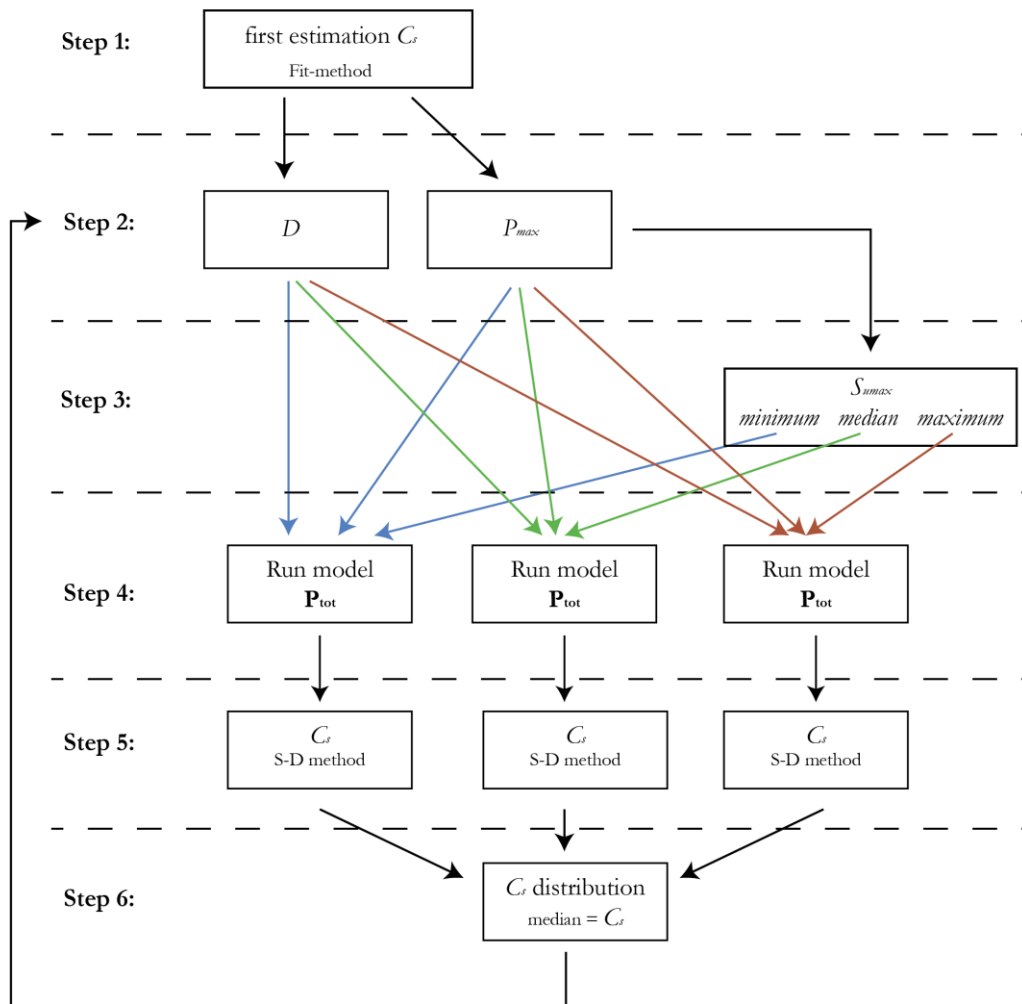 Step 1:
first estimation Cs
Fit-method
Step 2:
D
Pmax
Step 3:
Sumax
minimum median maximum
Step 4:
Run model
Ptot
Run model
Ptot
Run model
Ptot
Step 5:
Cs
S-D method
Cs
S-D method
Cs
S-D method
Step 6:
Cs distribution
median = Cs